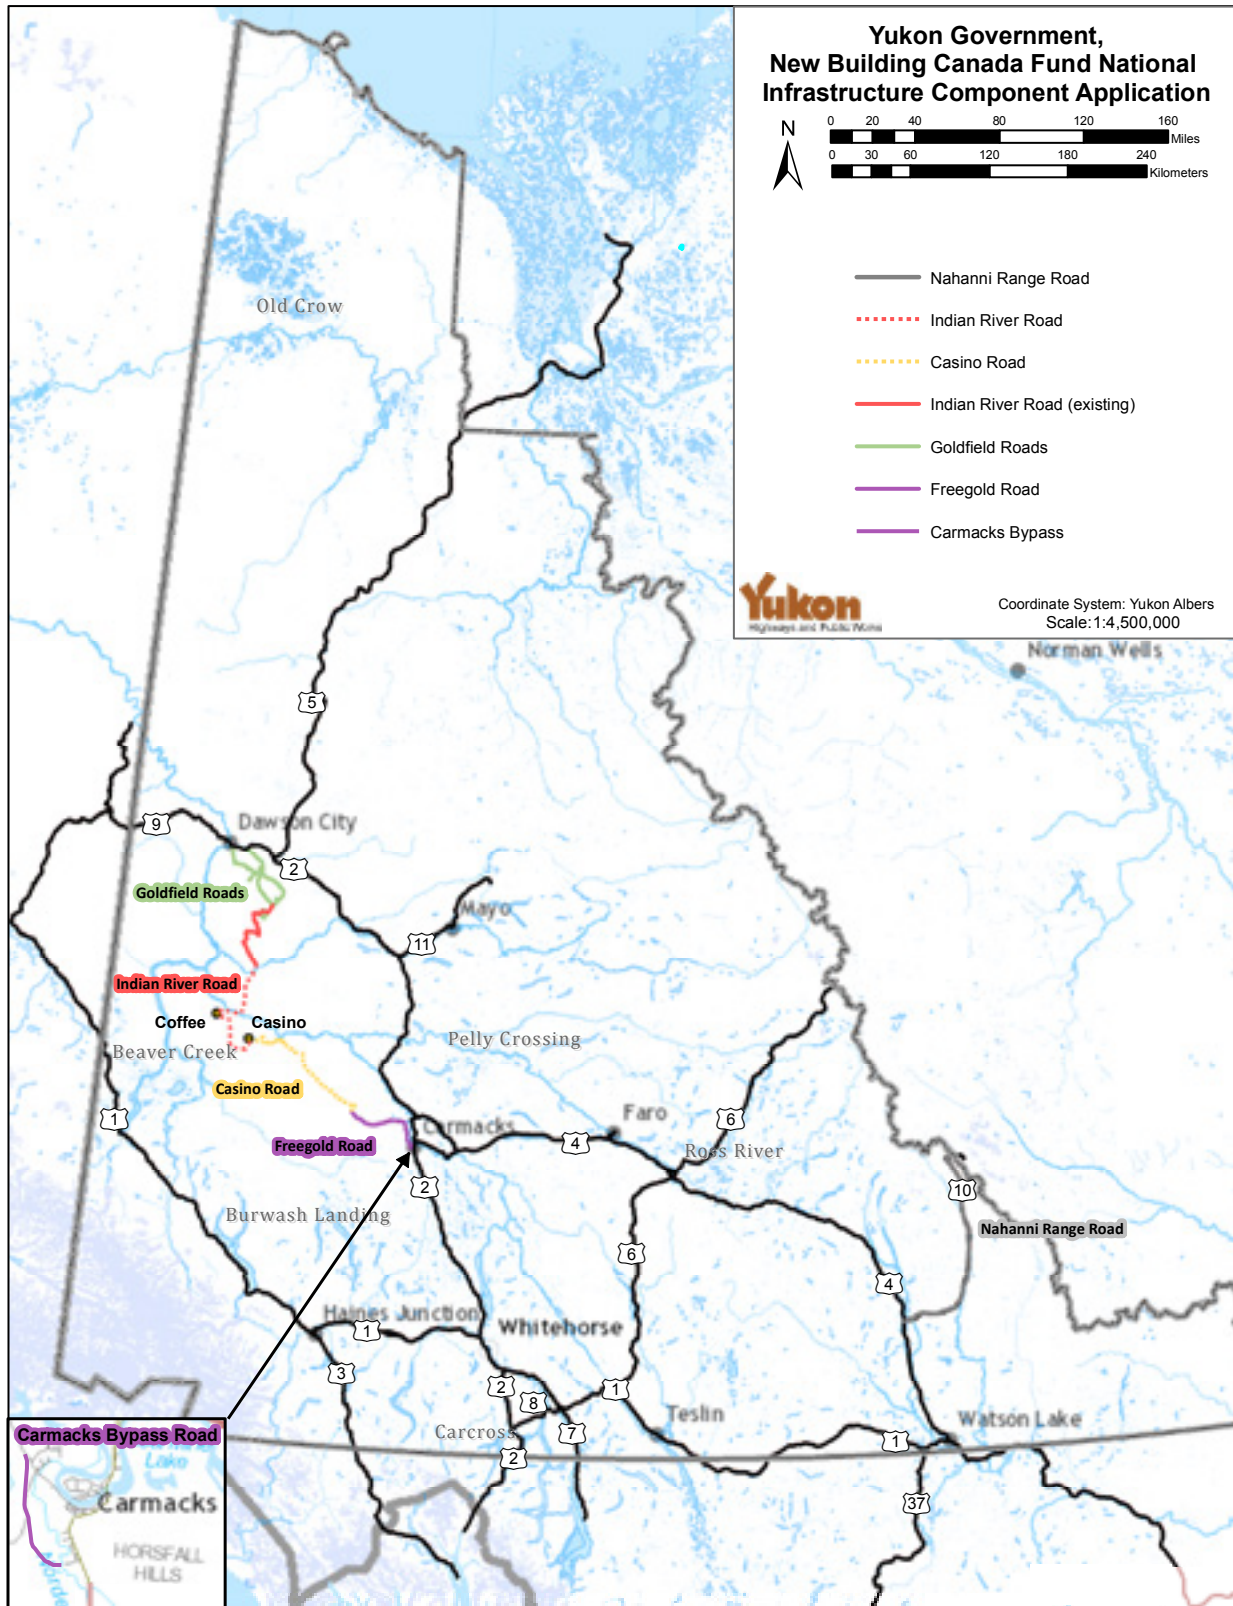 Yukon Government,
New Building Canada Fund National
Infrastructure Component Application
N
0 20 40 80 120 160
Miles
0 30 60 120 180 240
Kilometers
Nahanni Range Road
Indian River Road
Casino Road
Indian River Road (existing)
Goldfield Roads
Freegold Road
Carmacks Bypass
Yukon
Highways and Public Works
Coordinate System: Yukon Albers
Scale:1:4,500,000
Norman Wells
Old Crow
5
9
Dawson City
2
Goldfield Roads
Mayo
11
Indian River Road
Coffee
Casino
Pelly Crossing
Beaver Creek
Casino Road
1
Faro
6
Carmacks
4
Freegold Road
Ross River
2
10
Burwash Landing
Nahanni Range Road
6
4
Haines Junction
1
Whitehorse
3
2
8
1
Teslin
Watson Lake
Carcross
7
1
2
37
Carmacks Bypass Road
Lake
Carmacks
HORSFALL
HILLS